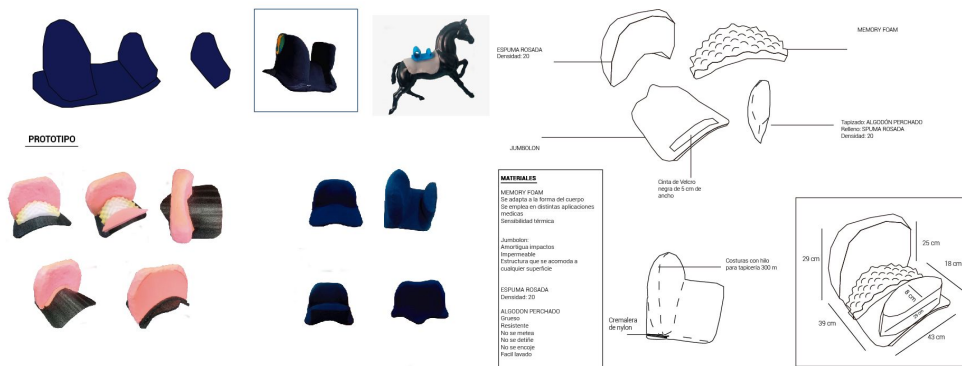 ESPUMA ROSADA
Densidad: 20
MEMORY FOAM
PROTOTIPO
JUMBOLON
Tapizado: ALGODÓN PERCHADO
Relleno: SPUMA ROSADA
Densidad: 20
Cinta de Velcro
negra de 5 cm de
ancho
MATERIALES
MEMORY FOAM
Se adapta a la forma del cuerpo
Se emplea en distintas aplicaciones
medicas
Sensibilidad térmica
Jumbolon:
Amortigua impactos
Impermeable
Estructura que se acomoda a
cualquier superficie
ESPUMA ROSADA
Densidad: 20
ALGODON PERCHADO
Grueso
Resistente
No se metea
No se detiñe
No se encoje
Facil lavado
Costuras con hilo
para tapicería 300 m
Cremalera
de nylon
29 cm
25 cm
18 cm
8 cm
39 cm
43 cm